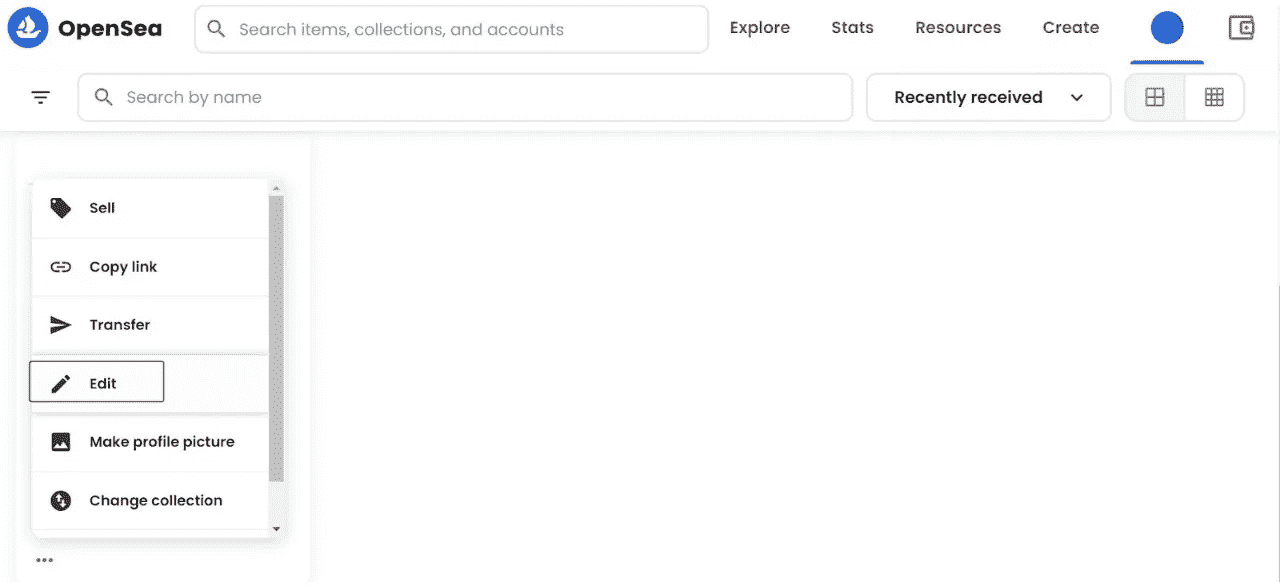 OpenSea
Search items, collections, and accounts
Explore
Stats
Resources
Create
Search by name
Recently received
Sell
Copy link
Transfer
Edit
Make profile picture
Change collection